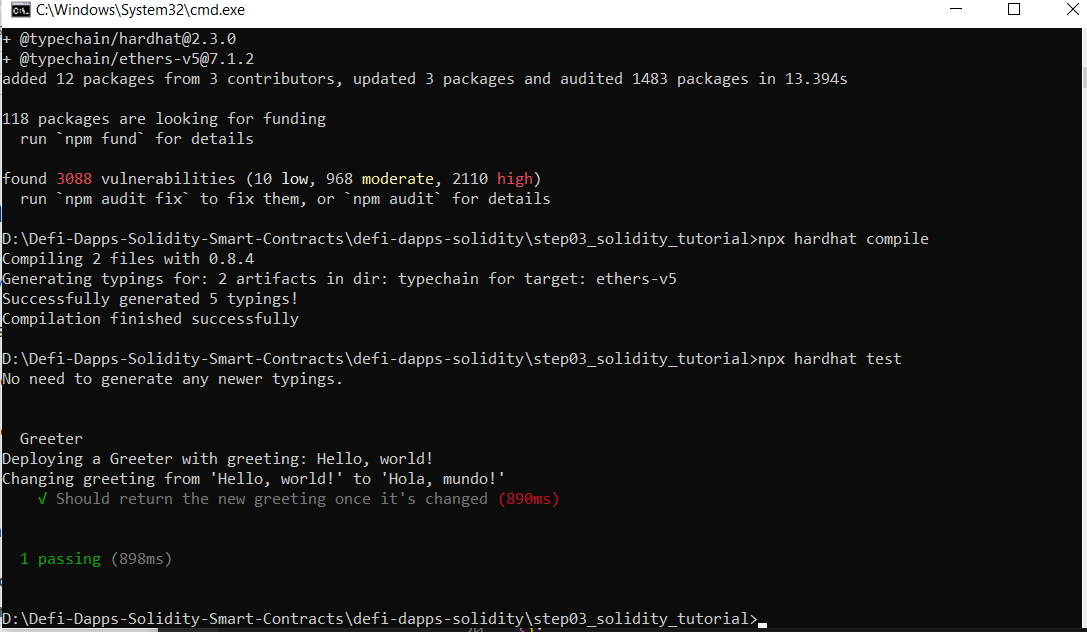 C:\Windows\System32\cmd.exe
+ @typechain/hardhat@2.3.0
+ @typechain/ethers-v5@7.1.2
added 12 packages from 3 contributors, updated 3 packages and audited 1483 packages in 13.394s
118 packages are looking for funding
run `npm fund` for details
found 3088 vulnerabilities (10 low, 968 moderate, 2110 high)
run `npm audit fix` to fix them, or `npm audit` for details
D:\Defi-Dapps-Solidity-Smart-Contracts\defi-dapps-solidity\step03_solidity_tutorial>npx hardhat compile
Compiling 2 files with 0.8.4
Generating typings for: 2 artifacts in dir: typechain for target: ethers-v5
Successfully generated 5 typings!
Compilation finished successfully
D:\Defi-Dapps-Solidity-Smart-Contracts\defi-dapps-solidity\step03_solidity_tutorial>npx hardhat test
No need to generate any newer typings.
Greeter
Deploying a Greeter with greeting: Hello, world!
Changing greeting from 'Hello, world!' to 'Hola, mundo!'
√ Should return the new greeting once it's changed (890ms)
1 passing (898ms)
D:\Defi-Dapps-Solidity-Smart-Contracts\defi-dapps-solidity\step03_solidity_tutorial>